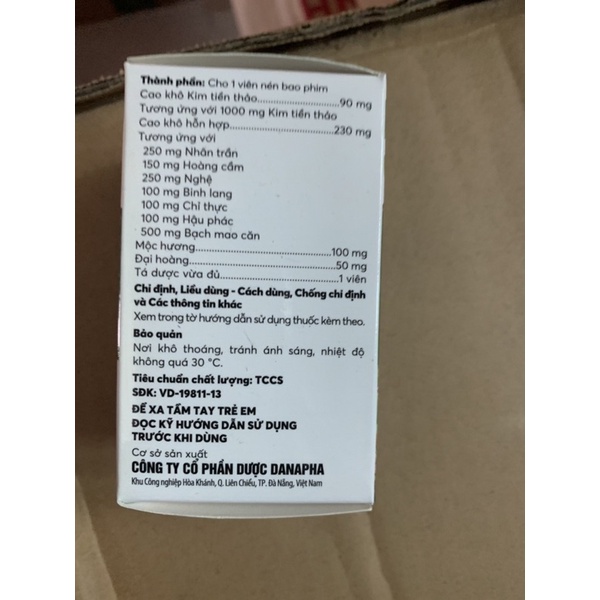 Thành phần: Cho 1 viên nén bao phim
Cao khô Kim tiền thảo..............................90 mg
Tương ứng với 1000 mg Kim tiền thảo
Cao khô hỗn hợp....................................230 mg
Tương ứng với
250 mg Nhân trần
150 mg Hoàng cầm
250 mg Nghệ
100 mg Binh lang
100 mg Chỉ thực
100 mg Hậu phác
500 mg Bạch mao căn
Mộc hương.............................................100 mg
Đại hoàng................................................50 mg
Tá dược vừa đủ........................................1 viên
Chỉ định, Liều dùng - Cách dùng, Chống chỉ định
và Các thông tin khác
Xem trong tờ hướng dẫn sử dụng thuốc kèm theo.
Bảo quản
Nơi khô thoáng, tránh ánh sáng, nhiệt độ
không quá 30 °C.
Tiêu chuẩn chất lượng: TCCS
SĐK: VD-19811-13
ĐỂ XA TẦM TAY TRẺ EM
ĐỌC KỸ HƯỚNG DẪN SỬ DỤNG
TRƯỚC KHI DÙNG
Cơ sở sản xuất
CÔNG TY CỔ PHẦN DƯỢC DANAPHA
Khu Công nghiệp Hòa Khánh, Q. Liên Chiểu, TP. Đà Nẵng, Việt Nam